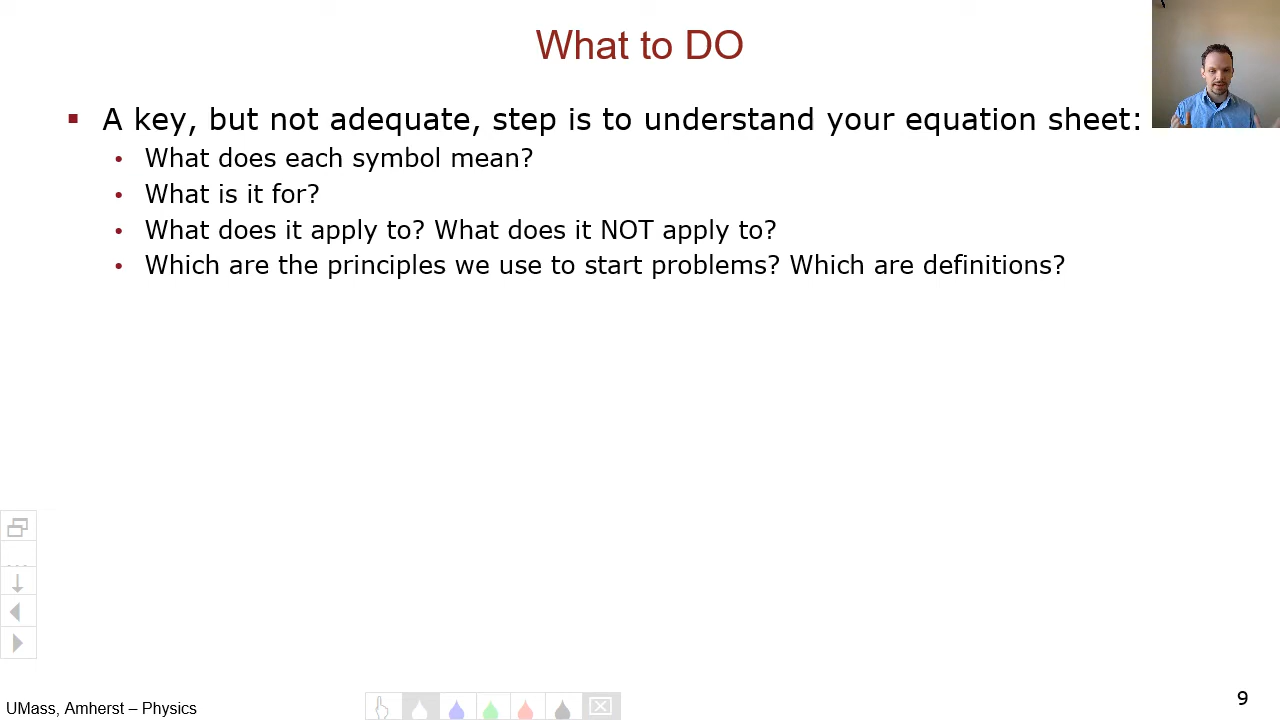 What to DO
A key, but not adequate, step is to understand your equation sheet:
What does each symbol mean?
What is it for?
What does it apply to? What does it NOT apply to?
Which are the principles we use to start problems? Which are definitions?
UMass, Amherst – Physics
9